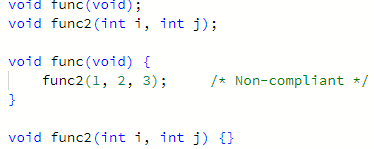 void func(void);
void func2(int i, int j);
void func(void) {
func2(1, 2, 3); /* Non-compliant */
}
void func2(int i, int j) {}